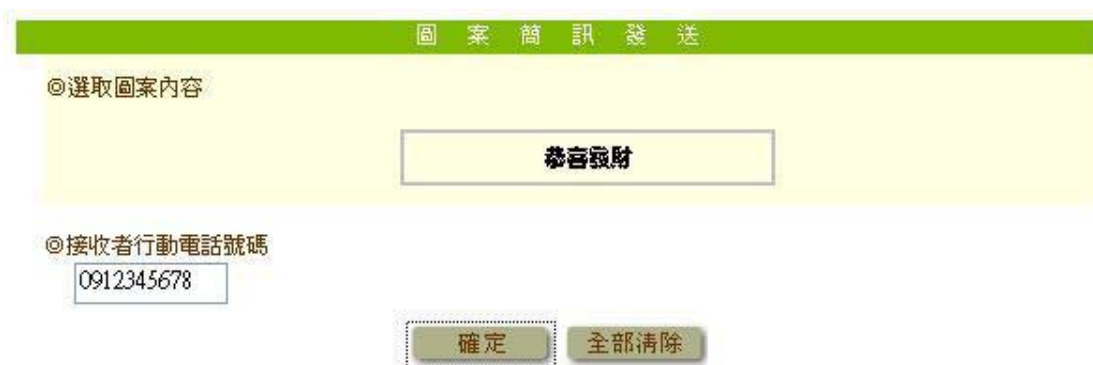 圖案簡訊發送
◎選取圖案內容
恭喜發財
◎接收者行動電話號碼
0912345678
確定 全部清除